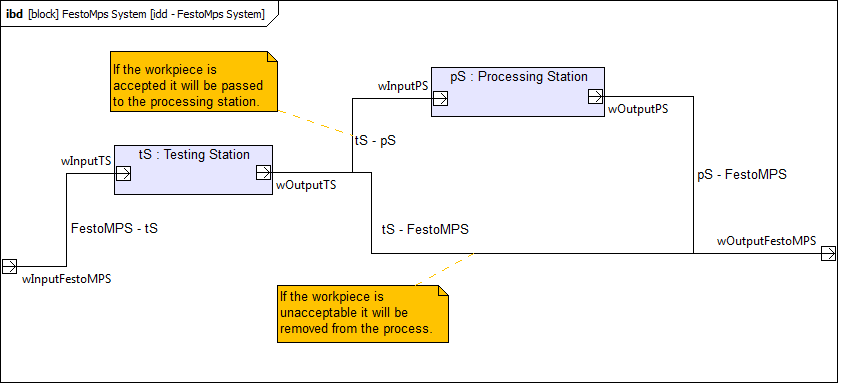 ibd [block] FestoMps System [idd - FestoMps System]
If the workpiece is
accepted it will be passed
to the processing station.
wInputPS
pS : Processing Station
wOutputPS
tS - pS
wInputTS
tS : Testing Station
wOutputTS
pS - FestoMPS
FestoMPS - tS
tS - FestoMPS
wOutputFestoMPS
wInputFestoMPS
If the workpiece is
unacceptable it will be
removed from the process.